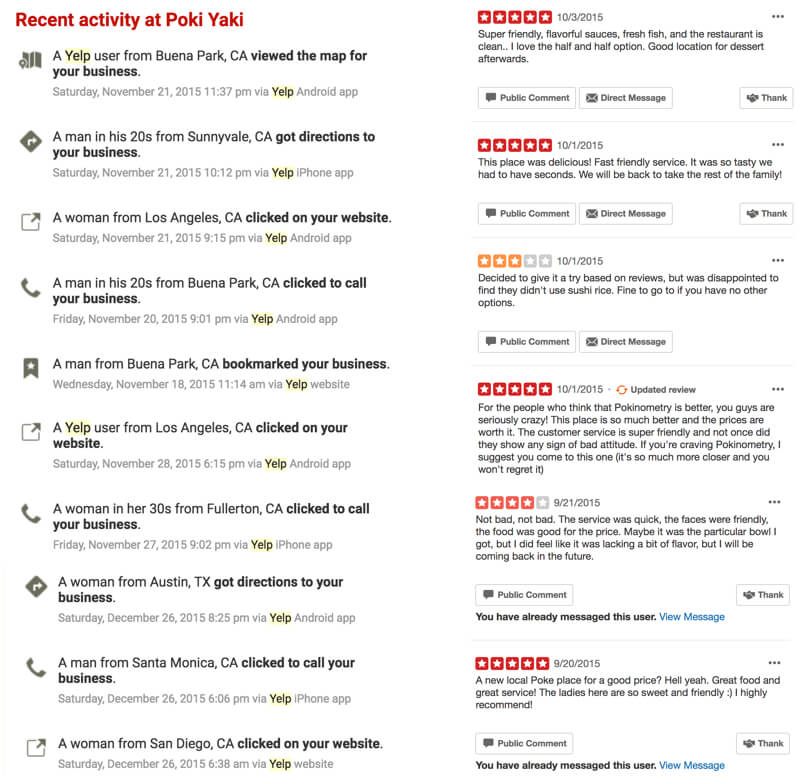 Recent activity at Poki Yaki
A Yelp user from Buena Park, CA viewed the map for
your business.
Saturday, November 21, 2015 11:37 pm via Yelp Android app
A man in his 20s from Sunnyvale, CA got directions to
your business.
Saturday, November 21, 2015 10:12 pm via Yelp iPhone app
A woman from Los Angeles, CA clicked on your website.
Saturday, November 21, 2015 9:15 pm via Yelp Android app
A man in his 20s from Buena Park, CA clicked to call
your business.
Friday, November 20, 2015 9:01 pm via Yelp Android app
A man from Buena Park, CA bookmarked your business.
Wednesday, November 18, 2015 11:14 am via Yelp website
A Yelp user from Los Angeles, CA clicked on your
website.
Saturday, November 28, 2015 6:15 pm via Yelp Android app
A woman in her 30s from Fullerton, CA clicked to call
your business.
Friday, November 27, 2015 9:02 pm via Yelp iPhone app
A woman from Austin, TX got directions to your
business.
Saturday, December 26, 2015 8:25 pm via Yelp Android app
A man from Santa Monica, CA clicked to call your
business.
Saturday, December 26, 2015 6:06 pm via Yelp iPhone app
A woman from San Diego, CA clicked on your website.
Saturday, December 26, 2015 6:38 am via Yelp website
10/3/2015
Super friendly, flavorful sauces, fresh fish, and the restaurant is
clean.. I love the half and half option. Good location for dessert
afterwards.
Public Comment
Direct Message
Thank
10/1/2015
This place was delicious! Fast friendly service. It was so tasty we
had to have seconds. We will be back to take the rest of the family!
Public Comment
Direct Message
Thank
10/1/2015
Decided to give it a try based on reviews, but was disappointed to
find they didn't use sushi rice. Fine to go to if you have no other
options.
Public Comment
Direct Message
10/1/2015 · Updated review
For the people who think that Pokinometry is better, you guys are
seriously crazy! This place is so much better and the prices are
worth it. The customer service is super friendly and not once did
they show any sign of bad attitude. If you're craving Pokinometry, I
suggest you come to this one (it's so much more closer and you
won't regret it)
9/21/2015
Not bad, not bad. The service was quick, the faces were friendly,
the food was good for the price. Maybe it was the particular bowl I
got, but I did feel like it was lacking a bit of flavor, but I will be
coming back in the future.
Public Comment
Thank
You have already messaged this user. View Message
9/20/2015
A new local Poke place for a good price? Hell yeah. Great food and
great service! The ladies here are so sweet and friendly :) I highly
recommend!
Public Comment
Thank
You have already messaged this user. View Message